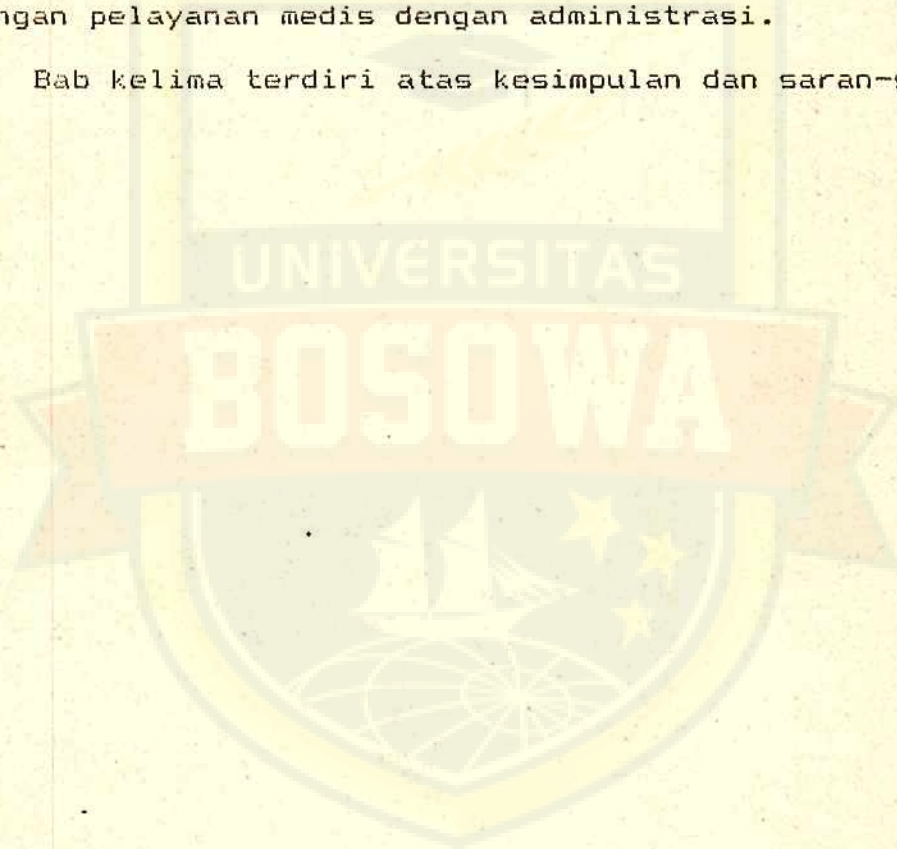 ngan pelayanan medis dengan administrasi.
Bab kelima terdiri atas kesimpulan dan saran-s
UNIVERSITAS
BOSOWA